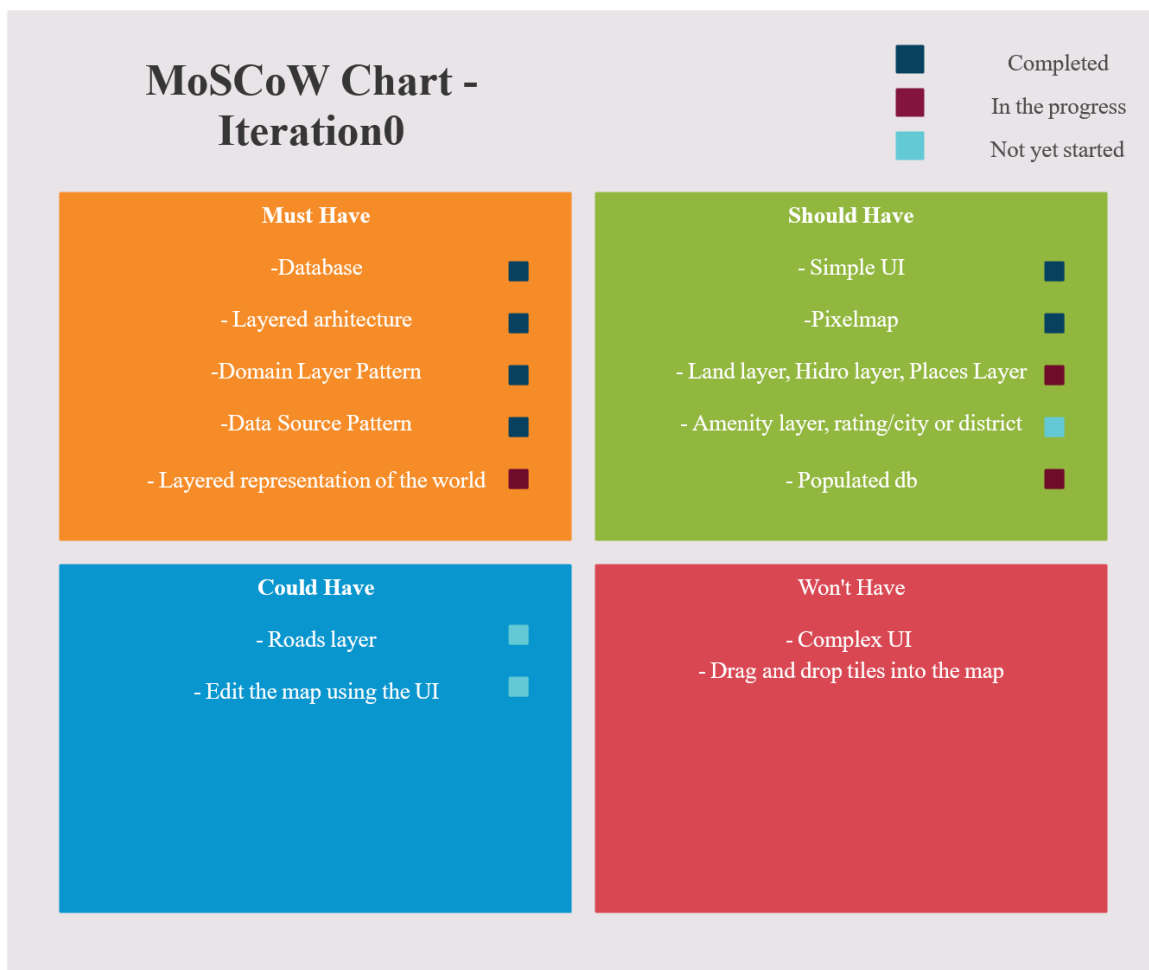 MoSCoW Chart -
Iteration0
Completed
In the progress
Not yet started
Must Have
-Database
- Layered arhitecture
-Domain Layer Pattern
-Data Source Pattern
- Layered representation of the world
Should Have
- Simple UI
-Pixelmap
- Land layer, Hidro layer, Places Layer
- Amenity layer, rating/city or district
- Populated db
Could Have
- Roads layer
- Edit the map using the UI
Won't Have
- Complex UI
- Drag and drop tiles into the map